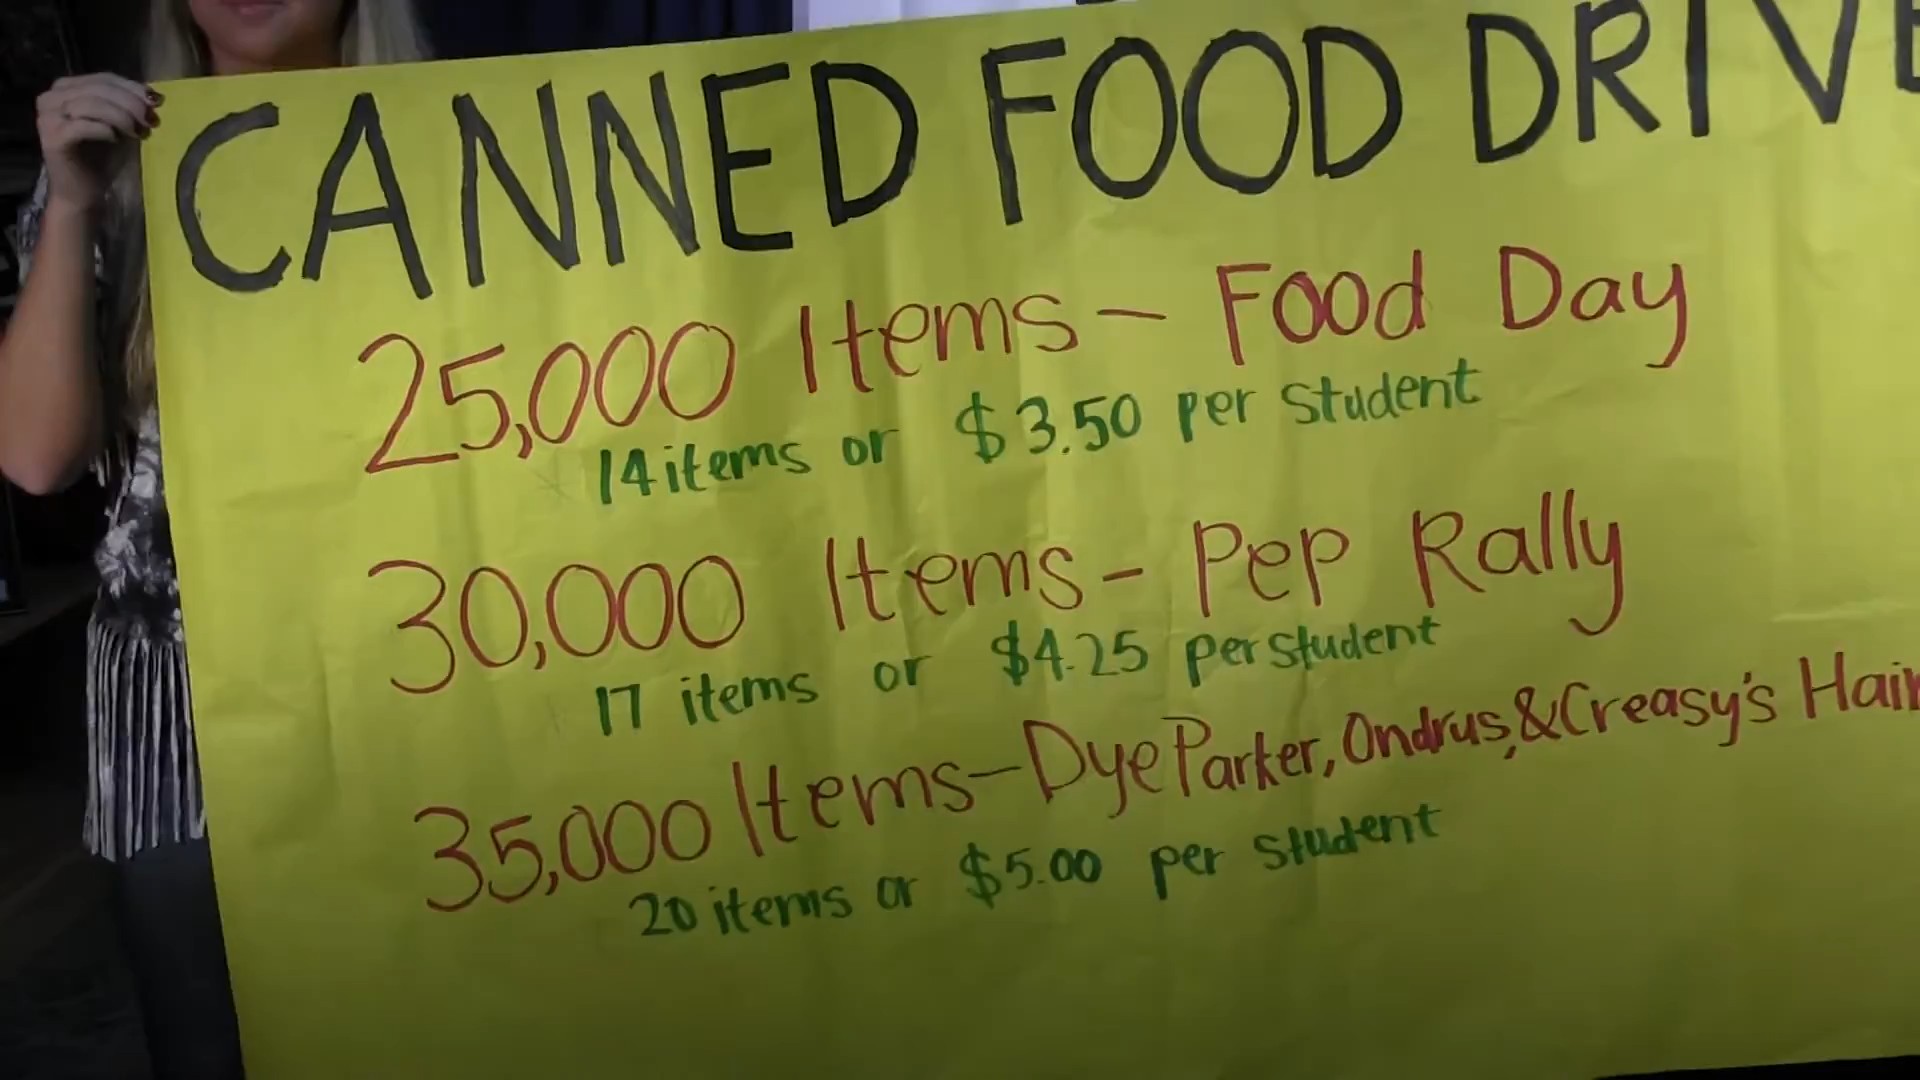 CANNED FOOD DRIVE
25,000 Items - Food Day
14 items or $3.50 per student
30,000 Items - Pep Rally
17 items or $4.25 per student
35,000 Items - Dye Parker, Ondrus, & Creasy's Hair
20 items or $5.00 per student